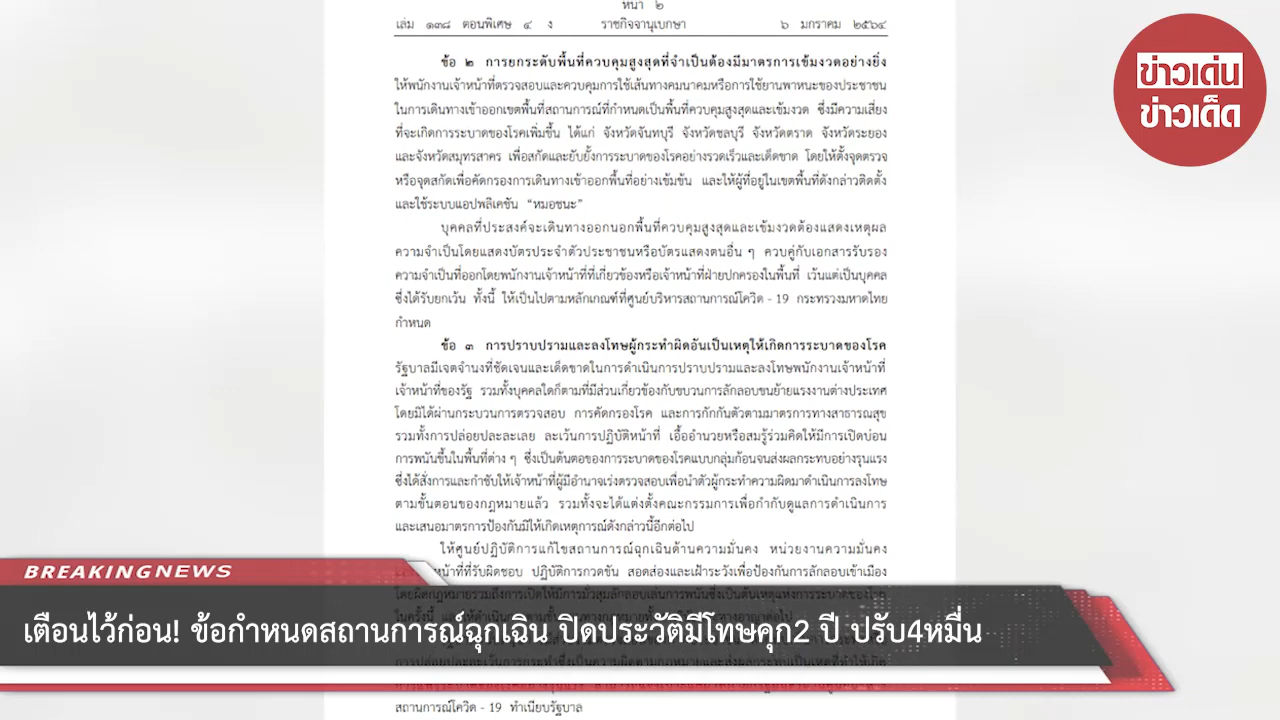 หน้า ๒
เล่ม ๑๓๘ ตอนพิเศษ ๔ ง ราชกิจจานุเบกษา ๖ มกราคม ๒๕๖๔
ข่าวเด่น
ข่าวเด็ด
ข้อ ๒ การยกระดับพื้นที่ควบคุมสูงสุดที่จำเป็นต้องมีมาตรการเข้มงวดอย่างยิ่ง
ให้พนักงานเจ้าหน้าที่ตรวจสอบและควบคุมการใช้เส้นทางคมนาคมหรือการใช้ยานพาหนะของประชาชน
ในการเดินทางเข้าออกเขตพื้นที่สถานการณ์ที่กำหนดเป็นพื้นที่ควบคุมสูงสุดและเข้มงวด ซึ่งมีความเสี่ยง
ที่จะเกิดการระบาดของโรคเพิ่มขึ้น ได้แก่ จังหวัดจันทบุรี จังหวัดชลบุรี จังหวัดตราด จังหวัดระยอง
และจังหวัดสมุทรสาคร เพื่อสกัดและยับยั้งการระบาดของโรคอย่างรวดเร็วและเด็ดขาด โดยให้ตั้งจุดตรวจ
หรือจุดสกัดเพื่อคัดกรองการเดินทางเข้าออกพื้นที่อย่างเข้มข้น และให้ผู้ที่อยู่ในเขตพื้นที่ดังกล่าวติดตั้ง
และใช้ระบบแอปพลิเคชัน “หมอชนะ”
บุคคลที่ประสงค์จะเดินทางออกนอกพื้นที่ควบคุมสูงสุดและเข้มงวดต้องแสดงเหตุผล
ความจำเป็นโดยแสดงบัตรประจำตัวประชาชนหรือบัตรแสดงตนอื่น ๆ ควบคู่กับเอกสารรับรอง
ความจำเป็นที่ออกโดยพนักงานเจ้าหน้าที่ที่เกี่ยวข้องหรือเจ้าหน้าที่ฝ่ายปกครองในพื้นที่ เว้นแต่เป็นบุคคล
ซึ่งได้รับยกเว้น ทั้งนี้ ให้เป็นไปตามหลักเกณฑ์ที่ศูนย์บริหารสถานการณ์โควิด - 19 กระทรวงมหาดไทย
กำหนด
ข้อ ๓ การปราบปรามและลงโทษผู้กระทำผิดอันเป็นเหตุให้เกิดการระบาดของโรค
รัฐบาลมีเจตจำนงที่ชัดเจนและเด็ดขาดในการดำเนินการปราบปรามและลงโทษพนักงานเจ้าหน้าที่
เจ้าหน้าที่ของรัฐ รวมทั้งบุคคลใดก็ตามที่มีส่วนเกี่ยวข้องกับขบวนการลักลอบขนย้ายแรงงานต่างประเทศ
โดยมิได้ผ่านกระบวนการตรวจสอบ การคัดกรองโรค และการกักกันตัวตามมาตรการทางสาธารณสุข
รวมทั้งการปล่อยปละละเลย ละเว้นการปฏิบัติหน้าที่ เอื้ออำนวยหรือสมรู้ร่วมคิดให้มีการเปิดบ่อน
การพนันขึ้นในพื้นที่ต่าง ๆ ซึ่งเป็นต้นตอของการระบาดของโรคแบบกลุ่มก้อนจนส่งผลกระทบอย่างรุนแรง
ซึ่งได้สั่งการและกำชับให้เจ้าหน้าที่ผู้มีอำนาจเร่งตรวจสอบเพื่อนำตัวผู้กระทำความผิดมาดำเนินการลงโทษ
ตามขั้นตอนของกฎหมายแล้ว รวมทั้งจะได้แต่งตั้งคณะกรรมการเพื่อกำกับดูแลการดำเนินการ
และเสนอมาตรการป้องกันมิให้เกิดเหตุการณ์ดังกล่าวนี้อีกต่อไป
ให้ศูนย์ปฏิบัติการแก้ไขสถานการณ์ฉุกเฉินด้านความมั่นคง หน่วยงานความมั่นคง
หน้าที่ที่รับผิดชอบ ปฏิบัติการกวดขัน สอดส่องและเฝ้าระวังเพื่อป้องกันการลักลอบเข้าเมือง
โดยผิดกฎหมายรวมถึงการเปิดให้มีการมั่วสุมลักลอบเล่นการพนันซึ่งเป็นต้นเหตุแห่งการระบาดของโรค
BREAKING NEWS
เตือนไว้ก่อน! ข้อกำหนดสถานการณ์ฉุกเฉิน ปิดประวัติมีโทษคุก2 ปี ปรับ4หมื่น
สถานการณ์โควิด - 19 ทำเนียบรัฐบาล